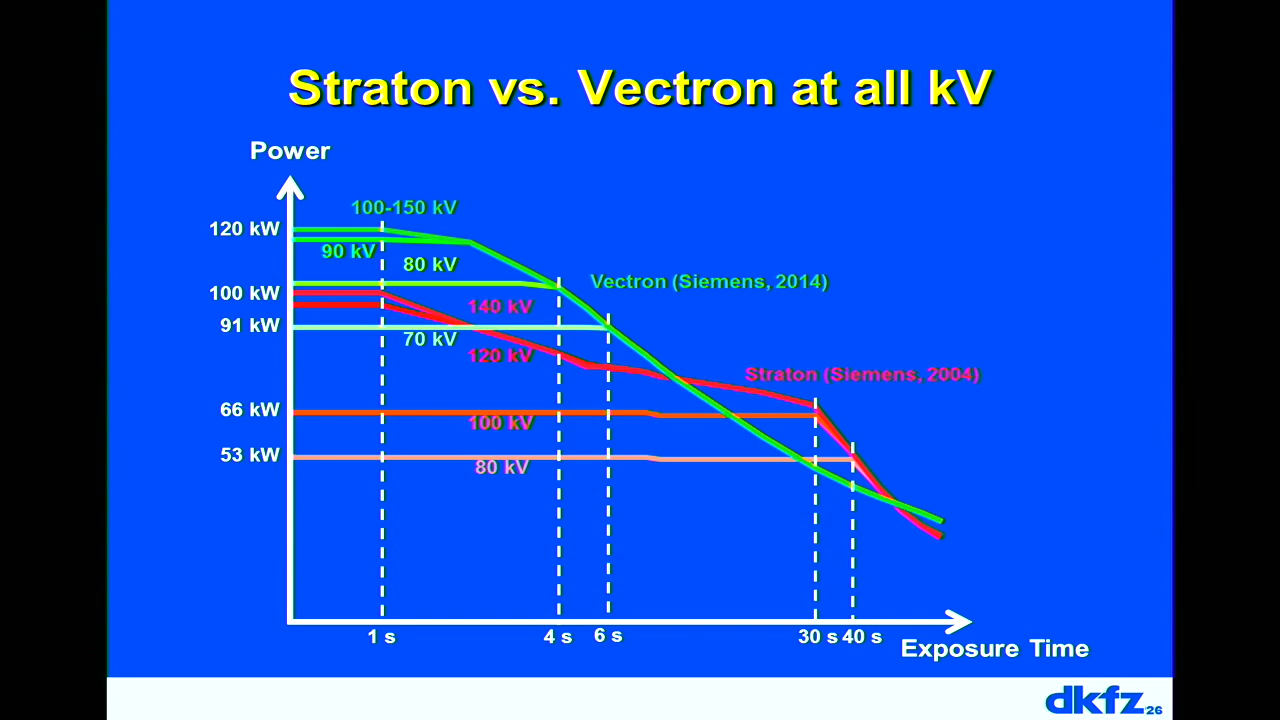 Straton vs. Vectron at all kV
Power
100-150 kV
120 kW
90 kV
80 kV
Vectron (Siemens, 2014)
100 kW
140 kV
91 kW
70 kV
120 kV
Straton (Siemens, 2004)
66 kW
100 kV
53 kW
80 kV
1 s
4 s
6 s
30 s
40 s
Exposure Time
dkfz.
26